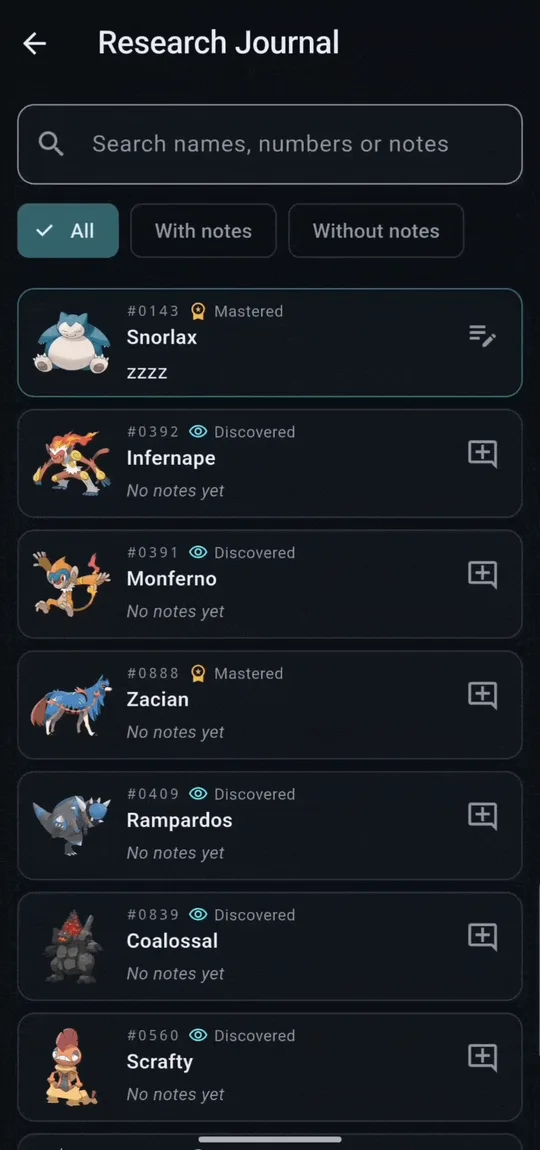 Research Journal
Search names, numbers or notes
All With notes Without notes
#0143 Mastered
Snorlax
zzzz
#0392 Discovered
Infernape
No notes yet
#0391 Discovered
Monferno
No notes yet
#0888 Mastered
Zacian
No notes yet
#0409 Discovered
Rampardos
No notes yet
#0839 Discovered
Coalossal
No notes yet
#0560 Discovered
Scrafty
No notes yet